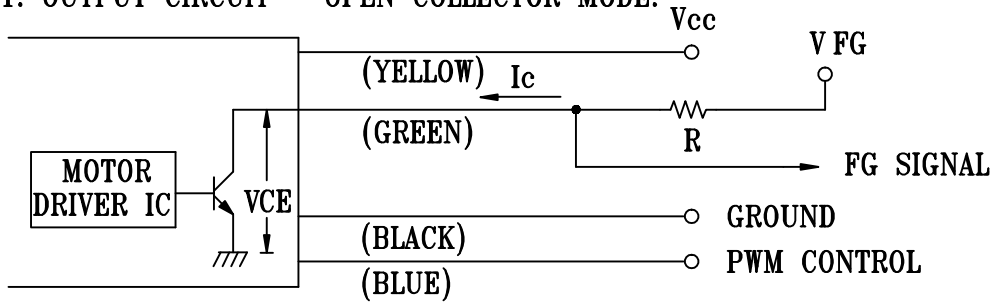 OUTPUT CIRCUIT OPEN COLLECTOR MODE:
Vcc
V FG
(YELLOW)
Ic
(GREEN)
R
MOTOR
DRIVER IC
VCE
FG SIGNAL
GROUND
(BLACK)
PWM CONTROL
(BLUE)